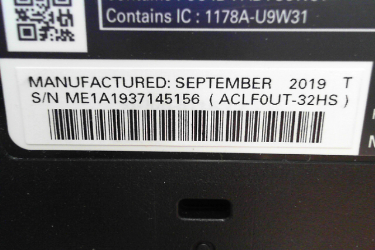 Contains IC : 1178A-U9W31
MANUFACTURED: SEPTEMBER 2019 T
S/N ME1A1937145156 ( ACLF0UT-32HS )